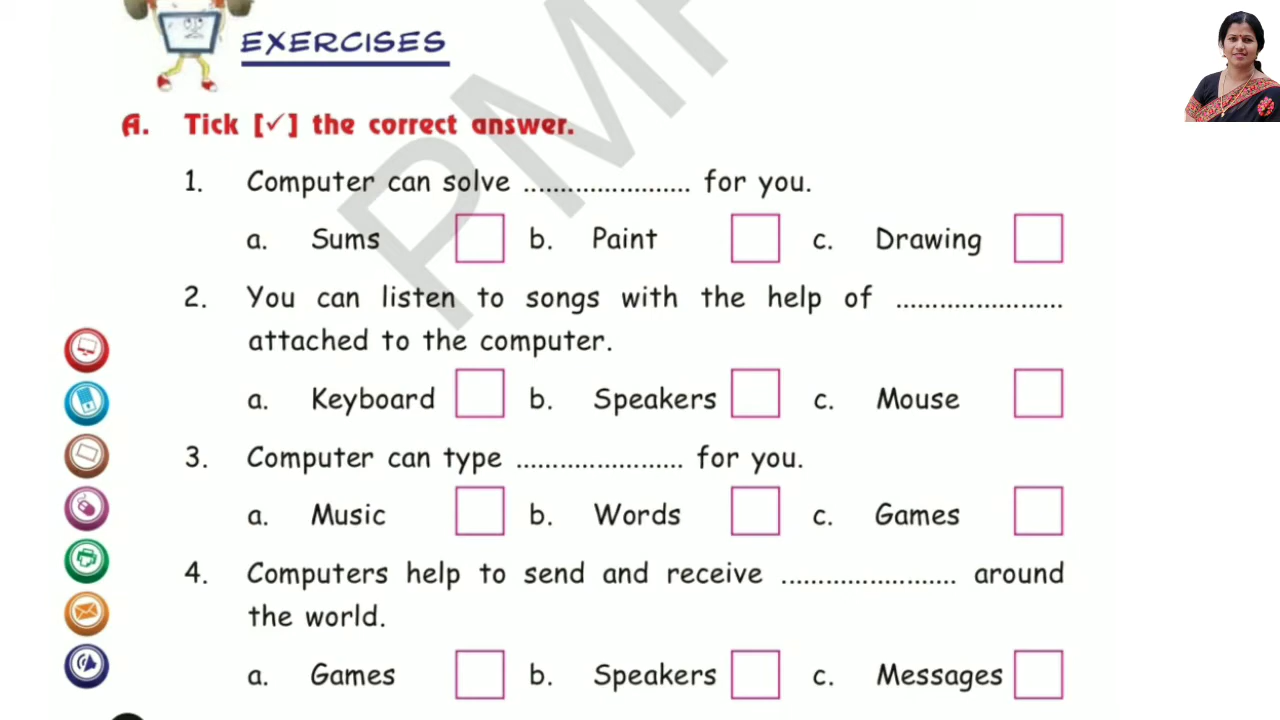 EXERCISES
A. Tick [✓] the correct answer.
1. Computer can solve ....................... for you.
a. Sums b. Paint c. Drawing
2. You can listen to songs with the help of .......................
attached to the computer.
a. Keyboard b. Speakers c. Mouse
3. Computer can type ....................... for you.
a. Music b. Words c. Games
4. Computers help to send and receive ........................ around
the world.
a. Games b. Speakers c. Messages